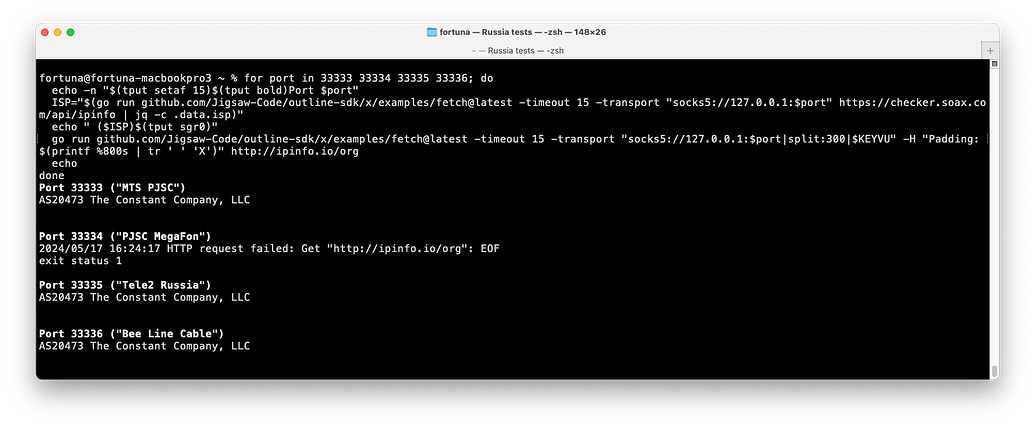 fortuna — Russia tests — -zsh — 148×26
~ — Russia tests — -zsh
+
fortuna@fortuna-macbookpro3 ~ % for port in 33333 33334 33335 33336; do
  echo -n "$(tput setaf 15)$(tput bold)Port $port"
  ISP="$(go run github.com/Jigsaw-Code/outline-sdk/x/examples/fetch@latest -timeout 15 -transport "socks5://127.0.0.1:$port" https://checker.soax.co
m/api/ipinfo | jq -c .data.isp)"
  echo " ($ISP)$(tput sgr0)"
  go run github.com/Jigsaw-Code/outline-sdk/x/examples/fetch@latest -timeout 15 -transport "socks5://127.0.0.1:$port|split:300|$KEYVU" -H "Padding: 
$(printf %800s | tr ' ' 'X')" http://ipinfo.io/org
  echo
done
Port 33333 ("MTS PJSC")
AS20473 The Constant Company, LLC
Port 33334 ("PJSC MegaFon")
2024/05/17 16:24:17 HTTP request failed: Get "http://ipinfo.io/org": EOF
exit status 1
Port 33335 ("Tele2 Russia")
AS20473 The Constant Company, LLC
Port 33336 ("Bee Line Cable")
AS20473 The Constant Company, LLC